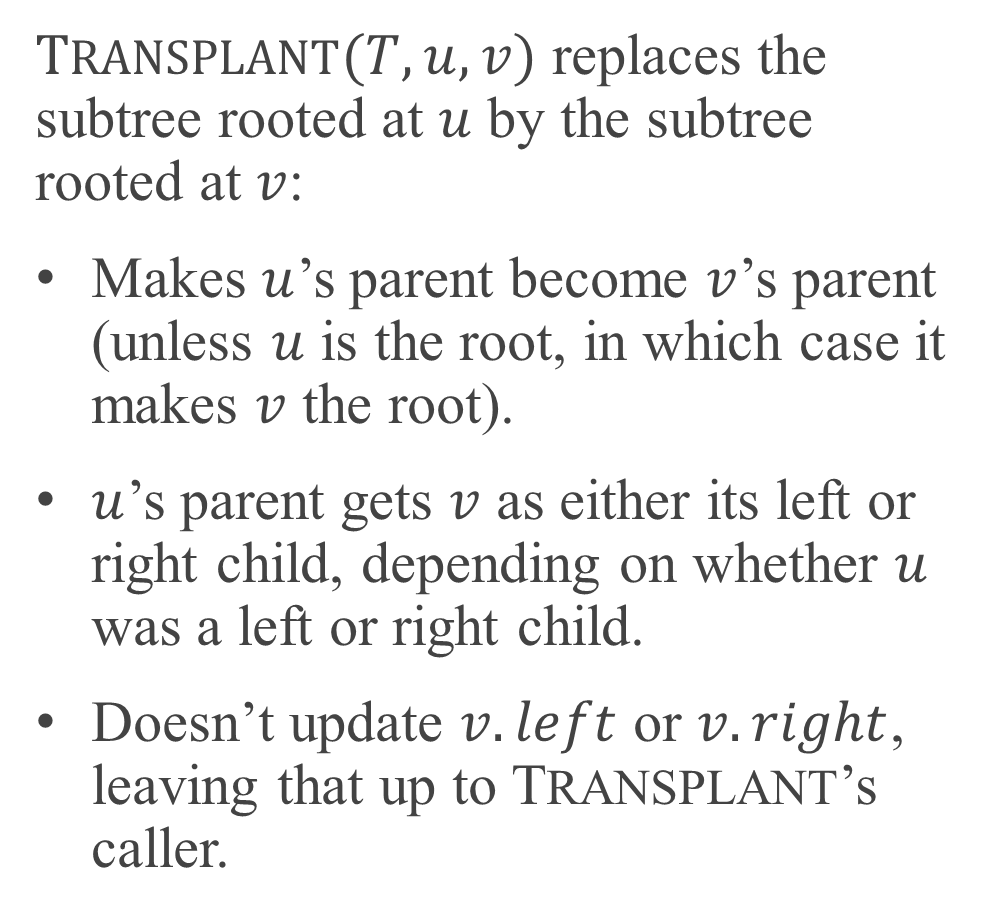 TRANSPLANT(T, u, v) replaces the
subtree rooted at u by the subtree
rooted at v:
• Makes u’s parent become v’s parent
(unless u is the root, in which case it
makes v the root).
• u’s parent gets v as either its left or
right child, depending on whether u
was a left or right child.
• Doesn’t update v.left or v.right,
leaving that up to TRANSPLANT’s
caller.